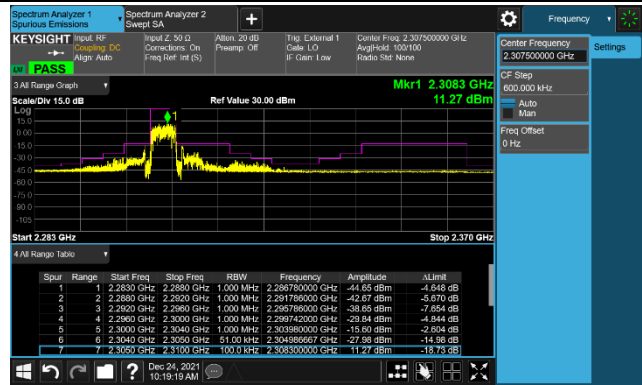 Spectrum Analyzer 1
Spurious Emissions
Spectrum Analyzer 2
Swept SA
Frequency
KEYSIGHT
Input: RF
Coupling: DC
Align: Auto
Input Z: 50 Ω
Corrections: On
Freq Ref: Int (S)
Atten: 20 dB
Preamp: Off
Trig: External 1
Gate: LO
IF Gain: Low
Center Freq: 2.307500000 GHz
Avg|Hold: 100/100
Radio Std: None
LXI
PASS
Center Frequency
2.307500000 GHz
Settings
CF Step
600.000 kHz
Auto
Man
Freq Offset
0 Hz
3 All Range Graph
Mkr1 2.3083 GHz
Scale/Div 15.0 dB
Ref Value 30.00 dBm
11.27 dBm
Log
15.0
0.00
-15.0
-30.0
-45.0
-60.0
-75.0
-90.0
-105
1
Start 2.283 GHz
Stop 2.370 GHz
4 All Range Table
Spur Range Start Freq Stop Freq RBW Frequency Amplitude ΔLimit
1 1 2.2830 GHz 2.2880 GHz 1.000 MHz 2.286780000 GHz -44.65 dBm -4.648 dB
2 2 2.2880 GHz 2.2920 GHz 1.000 MHz 2.291786000 GHz -42.67 dBm -5.670 dB
3 3 2.2920 GHz 2.2960 GHz 1.000 MHz 2.295786000 GHz -38.65 dBm -7.654 dB
4 4 2.2960 GHz 2.3000 GHz 1.000 MHz 2.299742000 GHz -29.84 dBm -4.844 dB
5 5 2.3000 GHz 2.3040 GHz 1.000 MHz 2.303980000 GHz -15.60 dBm -2.604 dB
6 6 2.3040 GHz 2.3050 GHz 51.00 kHz 2.304986667 GHz -27.98 dBm -14.98 dB
7 7 2.3050 GHz 2.3100 GHz 100.0 kHz 2.308300000 GHz 11.27 dBm -18.73 dB
Dec 24, 2021
10:19:19 AM